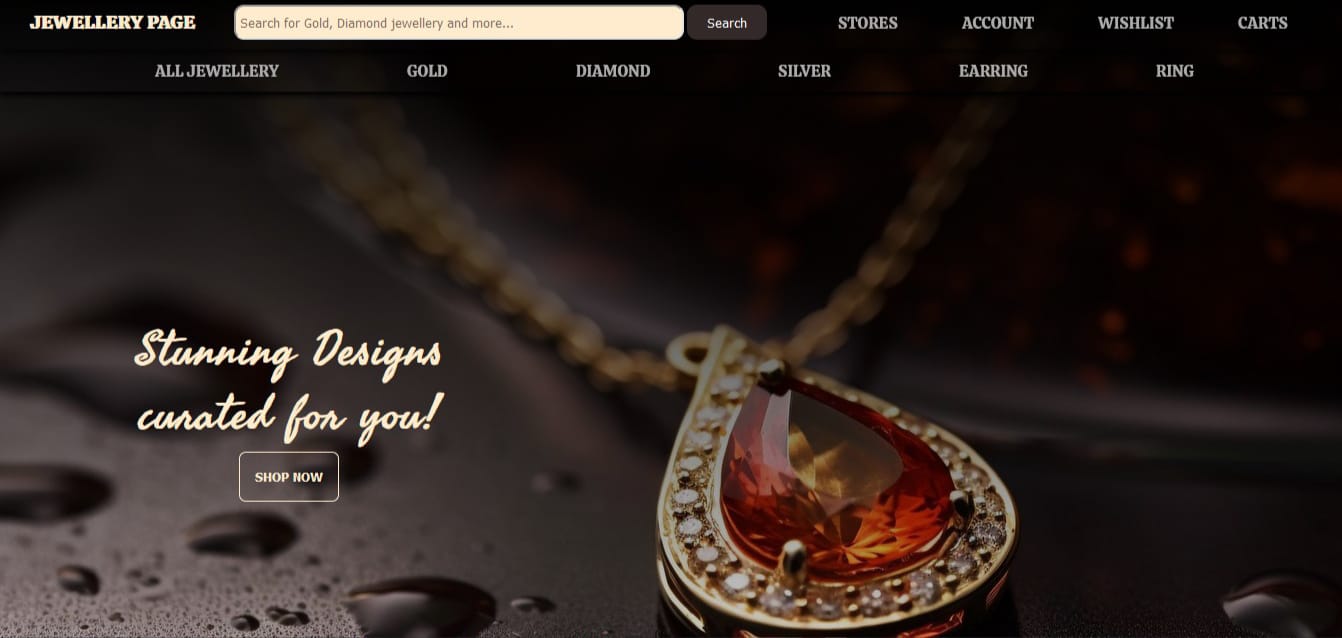 JEWELLERY PAGE
Search for Gold, Diamond jewellery and more...
Search
STORES
ACCOUNT
WISHLIST
CARTS
ALL JEWELLERY
GOLD
DIAMOND
SILVER
EARRING
RING
Stunning Designs
curated for you!
SHOP NOW